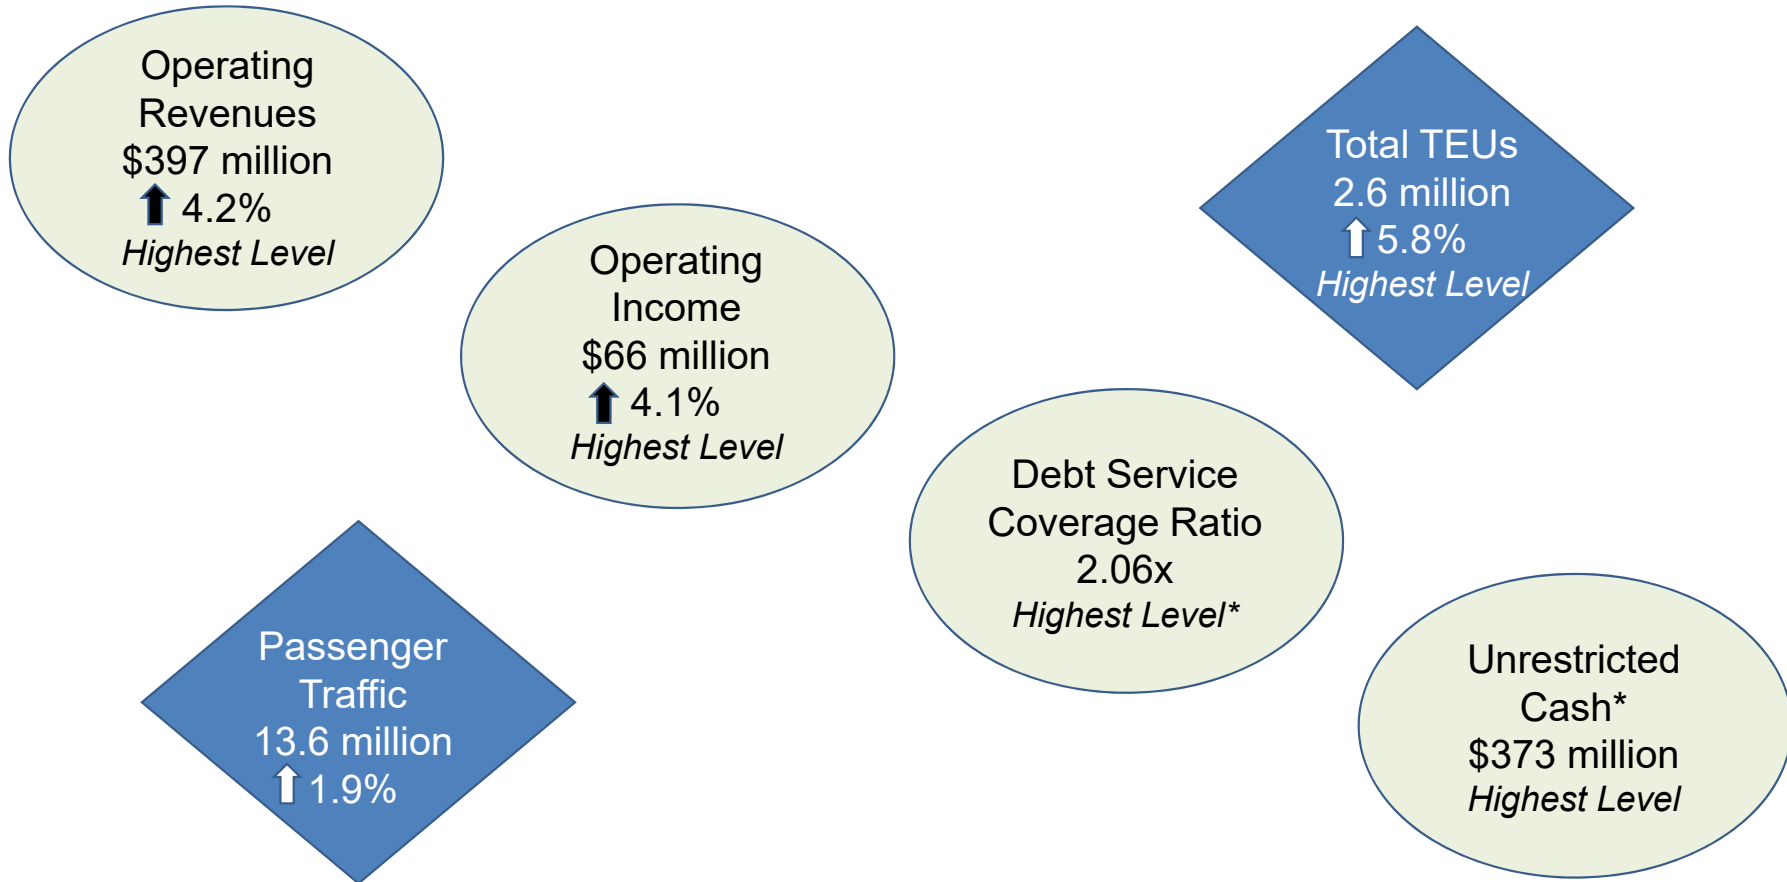 Operating
Revenues
$397 million
4.2%
Highest Level
Operating
Income
$66 million
4.1%
Highest Level
Total TEUs
2.6 million
5.8%
Highest Level
Debt Service
Coverage Ratio
2.06x
Highest Level*
Passenger
Traffic
13.6 million
1.9%
Unrestricted
Cash*
$373 million
Highest Level